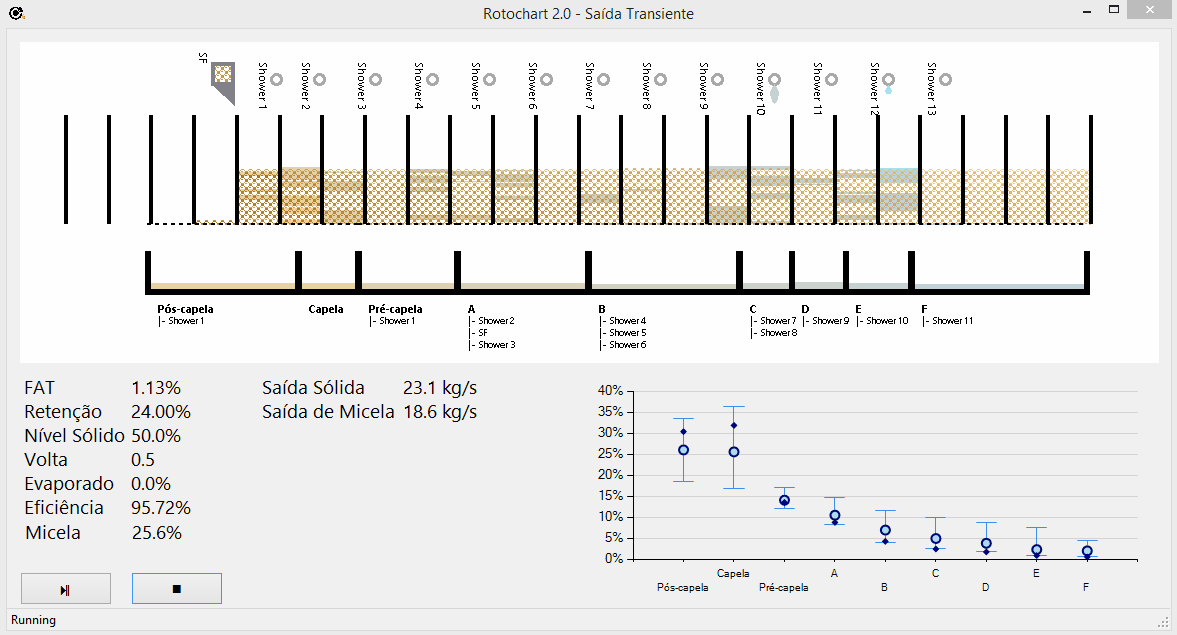 Rotochart 2.0 - Saída Transiente
SF
Shower 1
Shower 2
Shower 3
Shower 4
Shower 5
Shower 6
Shower 7
Shower 8
Shower 9
Shower 10
Shower 11
Shower 12
Shower 13
Pós-capela
|- Shower 1
Capela
Pré-capela
|- Shower 1
A
|- Shower 2
|- SF
|- Shower 3
B
|- Shower 4
|- Shower 5
|- Shower 6
C
|- Shower 7
|- Shower 8
D
|- Shower 9
E
|- Shower 10
F
|- Shower 11
FAT 1.13%
Retenção 24.00%
Nível Sólido 50.0%
Volta 0.5
Evaporado 0.0%
Eficiência 95.72%
Micela 25.6%
Saída Sólida 23.1 kg/s
Saída de Micela 18.6 kg/s
40%
35%
30%
25%
20%
15%
10%
5%
0%
Pós-capela
Capela
Pré-capela
A
B
C
D
E
F
Running